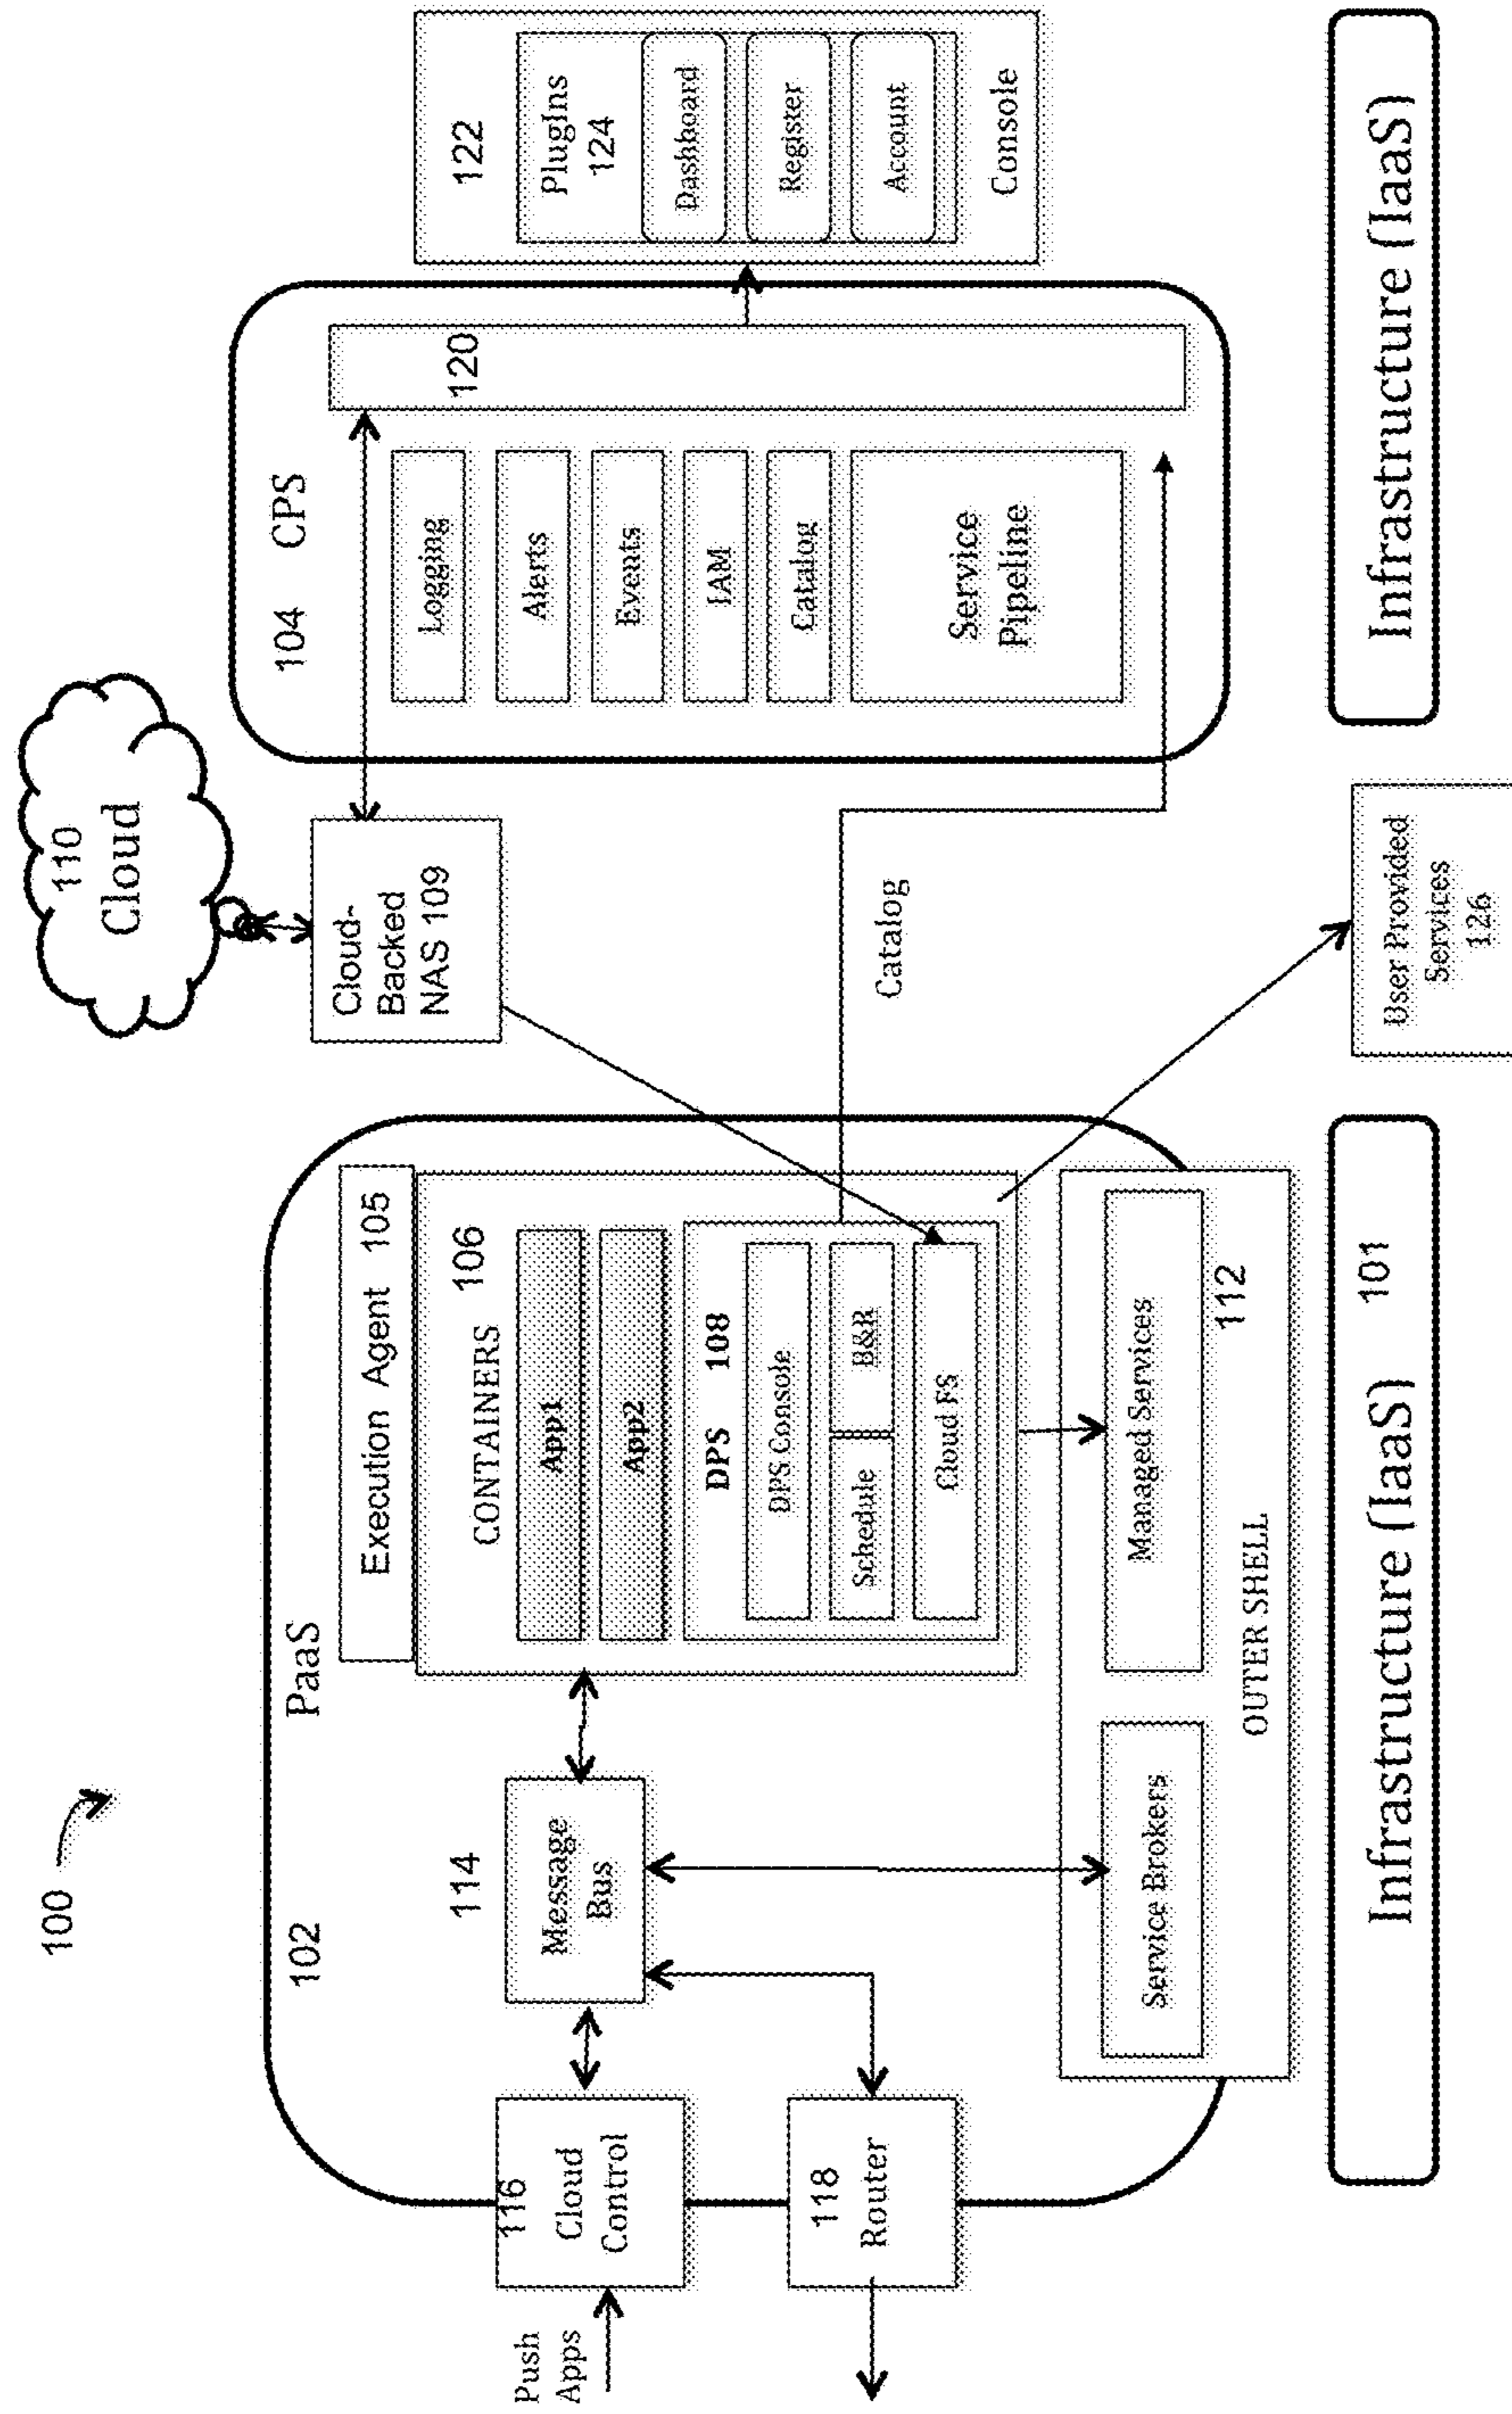 100
102
PaaS
Execution Agent 105
CONTAINERS 106
App1
App2
DPS 108
DPS Console
Schedule
B&R
Cloud FS
114
Message
Bus
116
Cloud
Control
Push
Apps
118
Router
Service Brokers
Managed Services
112
OUTER SHELL
Infrastructure (IaaS) 101
110
Cloud
Cloud-
Backed
NAS 109
Catalog
User Provided
Services
126
104 CPS
Logging
Alerts
Events
IAM
Catalog
Service
Pipeline
120
122
PlugIns
124
Dashboard
Register
Account
Console
Infrastructure (IaaS)